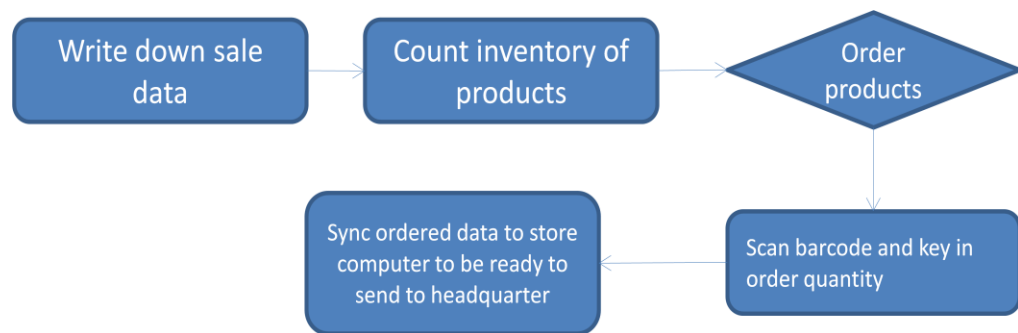 Write down sale
data
Count inventory of
products
Order
products
Scan barcode and key in
order quantity
Sync ordered data to store
computer to be ready to
send to headquarter